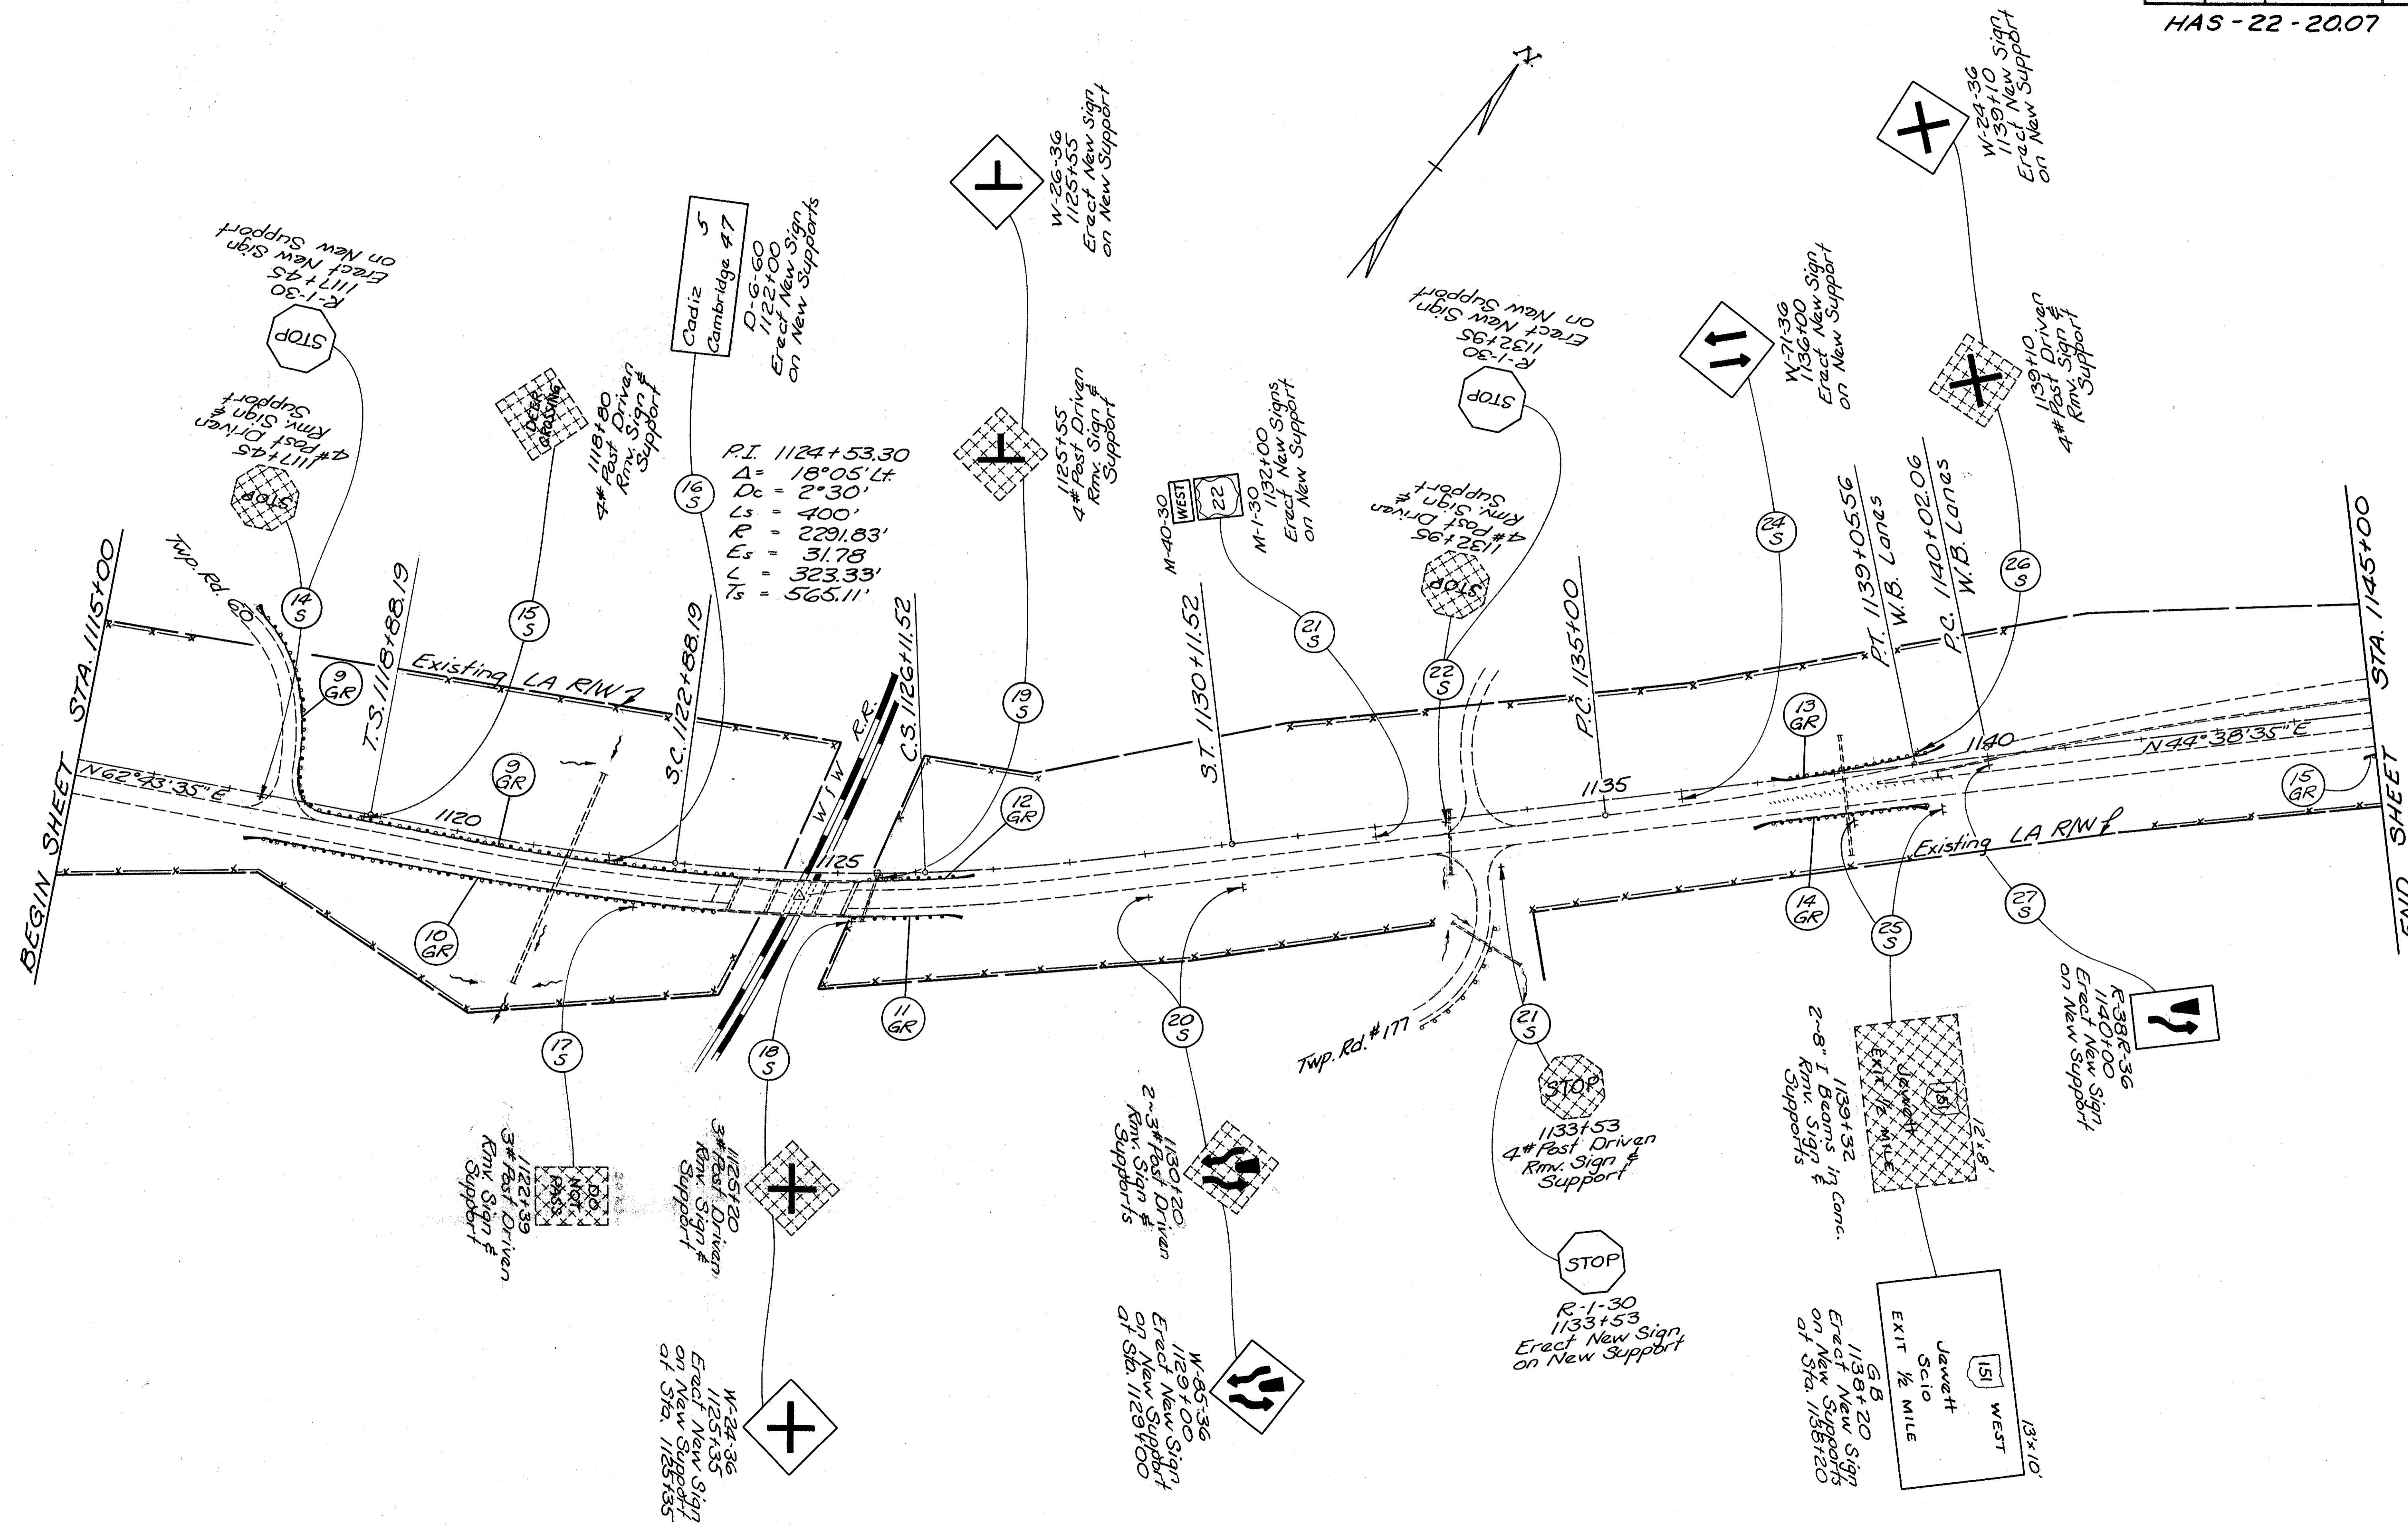 HAS-22-20.07
N
BEGIN SHEET STA. 1115+00
R-1-30
1117+45
Erect New Sign
on New Support
STOP
1117+45
4# Post Driven
Rmv. Sign &
Support
STOP
14
S
Twp. Rd. 60
9
GR
N62°43'35"E
T.S. 1118+88.19
DEER
CROSSING
1118+80
4# Post Driven
Rmv. Sign &
Support
15
S
Existing LA R/W
1120
9
GR
10
GR
Cadiz 5
Cambridge 47
D-6-60
1122+00
Erect New Sign
on New Supports
16
S
P.I. 1124+53.30
Δ = 18°05' Lt.
Dc = 2°30'
Ls = 400'
R = 2291.83'
Es = 31.78
L = 323.33'
Ts = 565.11'
S.C. 1122+88.19
R.R.
C.S. 1126+11.52
1125
17
S
DO
NOT
PASS
1122+39
3# Post Driven
Rmv. Sign &
Support
18
S
1125+20
3# Post Driven
Rmv. Sign &
Support
W-24-36
1125+35
Erect New Sign
on New Support
at Sta. 1125+35
W-26-36
1125+55
Erect New Sign
on New Support
1125+55
4# Post Driven
Rmv. Sign &
Support
19
S
12
GR
11
GR
S.T. 1130+11.52
20
S
1130+20
2~3# Post Driven
Rmv. Sign &
Supports
W-85-36
1129+00
Erect New Sign
on New Support
at Sta. 1129+00
M-40-30
WEST
22
M-1-30
1132+00
Erect New Signs
on New Support
21
S
R-1-30
1132+95
Erect New Sign
on New Support
STOP
1132+95
4# Post Driven
Rmv. Sign &
Support
STOP
22
S
Twp. Rd. #177
21
S
STOP
1133+53
4# Post Driven
Rmv. Sign &
Support
STOP
R-1-30
1133+53
Erect New Sign
on New Support
P.C. 1135+00
1135
W-71-36
1136+00
Erect New Sign
on New Support
24
S
13
GR
14
GR
P.T. 1139+05.56
W.B. Lanes
P.C. 1140+02.06
W.B. Lanes
W-24-36
1139+10
Erect New Sign
on New Support
1139+10
4# Post Driven
Rmv. Sign &
Support
26
S
1140
N44°38'35"E
15
GR
Existing LA R/W
25
S
12'x8'
151
Jewett
EXIT 1/2 MILE
1139+32
2~8" I Beams in Conc.
Rmv. Sign &
Supports
13'x10'
151 WEST
Jewett
Scio
EXIT 1/2 MILE
GB
1138+20
Erect New Sign
on New Supports
at Sta. 1138+20
27
S
R-38R-36
1140+00
Erect New Sign
on New Support
END SHEET STA. 1145+00